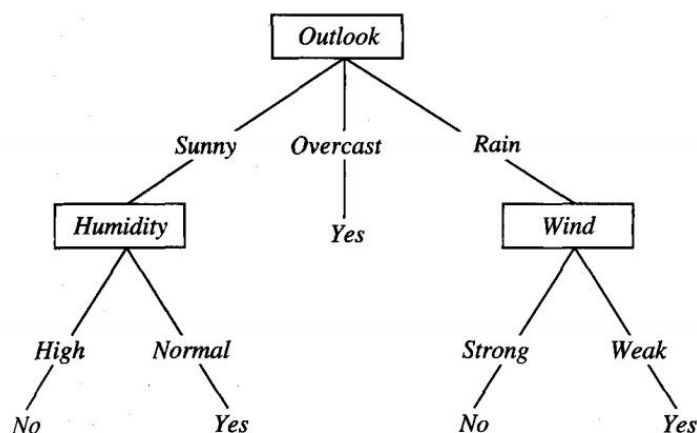 Outlook
Sunny Overcast Rain
Humidity Yes Wind
High Normal Strong Weak
No Yes No Yes